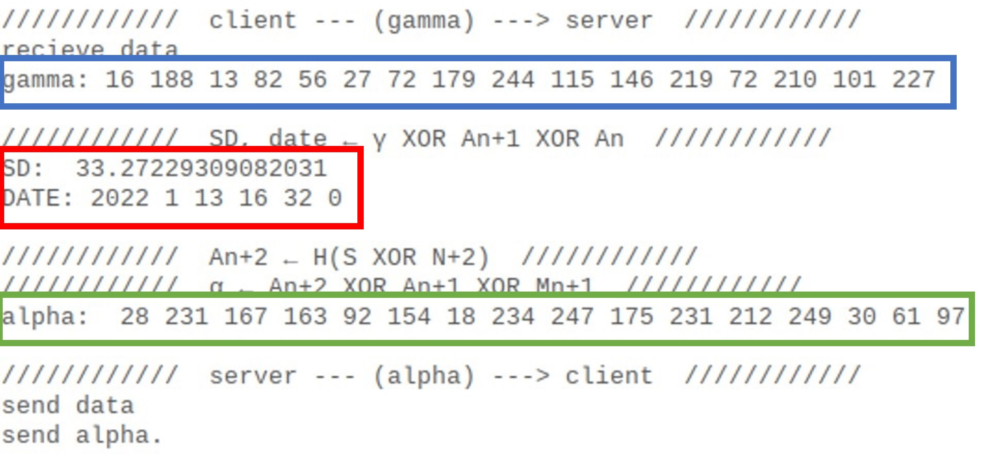 ////////////  client --- (gamma) ---> server  ////////////
recieve data
gamma: 16 188 13 82 56 27 72 179 244 115 146 219 72 210 101 227
////////////  SD, date ← γ XOR An+1 XOR An  ////////////
SD:  33.27229309082031
DATE: 2022 1 13 16 32 0
////////////  An+2 ← H(S XOR N+2)  ////////////
////////////  α ← An+2 XOR An+1 XOR Mn+1  ////////////
alpha:  28 231 167 163 92 154 18 234 247 175 231 212 249 30 61 97
////////////  server --- (alpha) ---> client  ////////////
send data
send alpha.